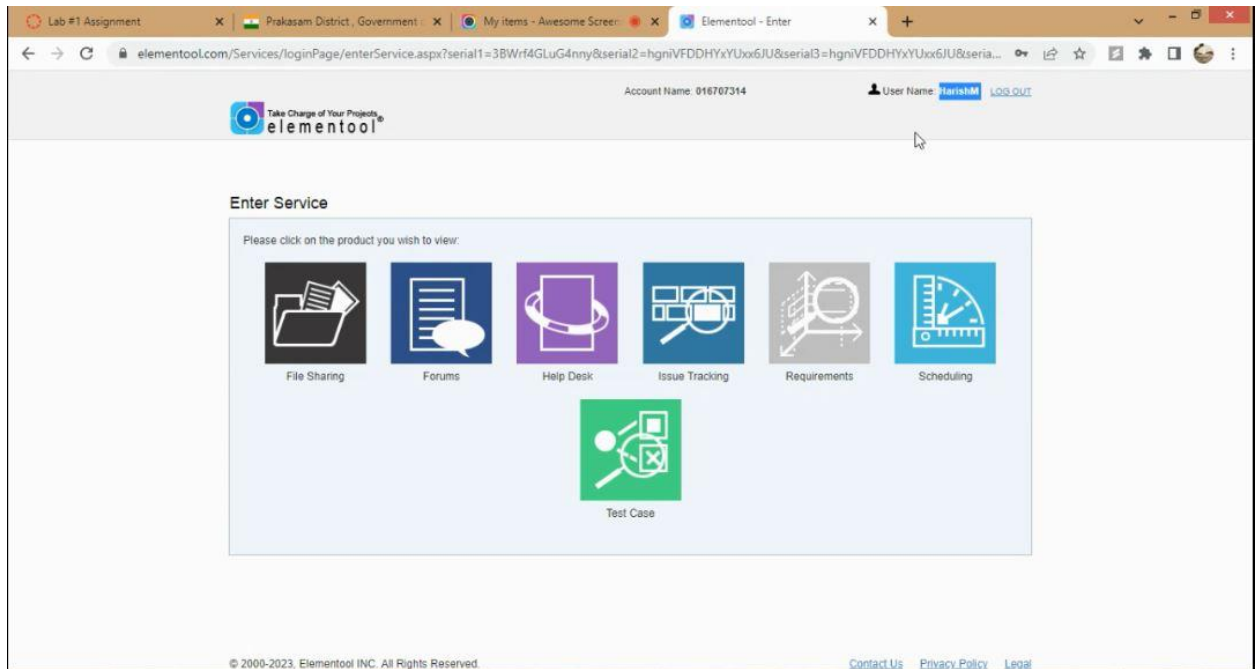 Lab #1 Assignment
Prakasam District, Government
My items - Awesome Screen
Elementool - Enter
elementool.com/Services/loginPage/enterService.aspx?serial1=3BWrf4GLuG4nny&serial2=hgniVFDDHYxYUxx6JU&serial3=hgniVFDDHYxYUxx6JU&seria...
Account Name: 016707314
User Name: HarishM LOG OUT
Take Charge of Your Projects
elementool®
Enter Service
Please click on the product you wish to view:
File Sharing Forums Help Desk Issue Tracking Requirements Scheduling
Test Case
© 2000-2023, Elementool INC. All Rights Reserved.
Contact Us Privacy Policy Legal